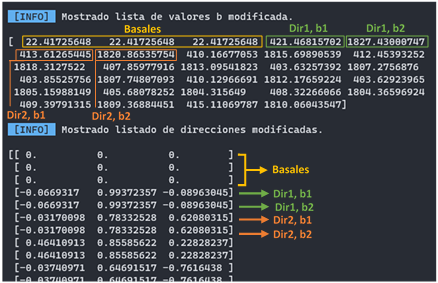 [INFO] Mostrado lista de valores b modificada.
Basales Dir1, b1 Dir1, b2
[ 22.41725648 22.41725648 22.41725648 421.46815702 1827.43000747
413.61265445 1820.86535754 410.16677053 1815.69890539 412.45393252
1818.3127522 407.85977916 1813.09541823 403.63257392 1807.2756876
403.85525756 1807.74807093 410.12966691 1812.17659224 403.62923965
1805.15988149 405.68078252 1804.315649 408.32266066 1804.36596924
409.39791315 1809.36884451 415.11069787 1810.06043547]
Dir2, b1 Dir2, b2
[INFO] Mostrado listado de direcciones modificadas.
[[ 0. 0. 0. ]
[ 0. 0. 0. ] Basales
[ 0. 0. 0. ]
[-0.0669317 0.99372357 -0.08963045] Dir1, b1
[-0.0669317 0.99372357 -0.08963045] Dir1, b2
[-0.03170098 0.78332528 0.62080315] Dir2, b1
[-0.03170098 0.78332528 0.62080315] Dir2, b2
[ 0.46410913 0.85585622 0.22828237]
[ 0.46410913 0.85585622 0.22828237]
[-0.03740971 0.64691517 -0.7616438 ]
[-0.03740971 0.64691517 -0.7616438 ]